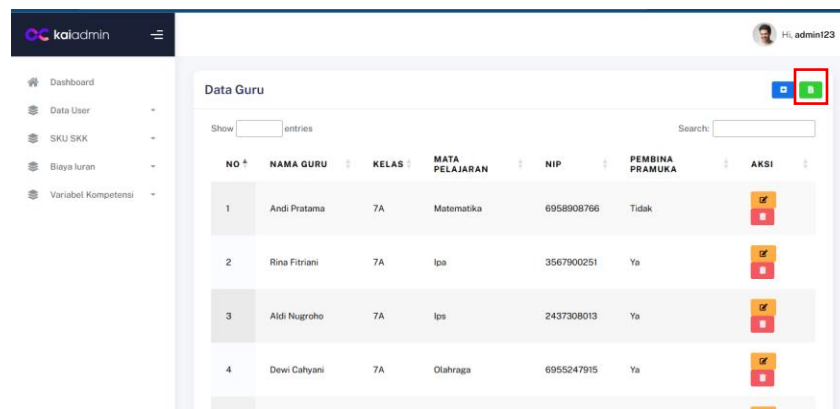 kaiadmin
Hi, admin123
Dashboard
Data User
SKU SKK
Biaya Iuran
Variabel Kompetensi
Data Guru
Show entries
Search:
NO NAMA GURU KELAS MATA PELAJARAN NIP PEMBINA PRAMUKA AKSI
1 Andi Pratama 7A Matematika 6958908766 Tidak
2 Rina Fitriani 7A Ipa 3567900251 Ya
3 Aldi Nugroho 7A Ips 2437308013 Ya
4 Dewi Cahyani 7A Olahraga 6955247915 Ya